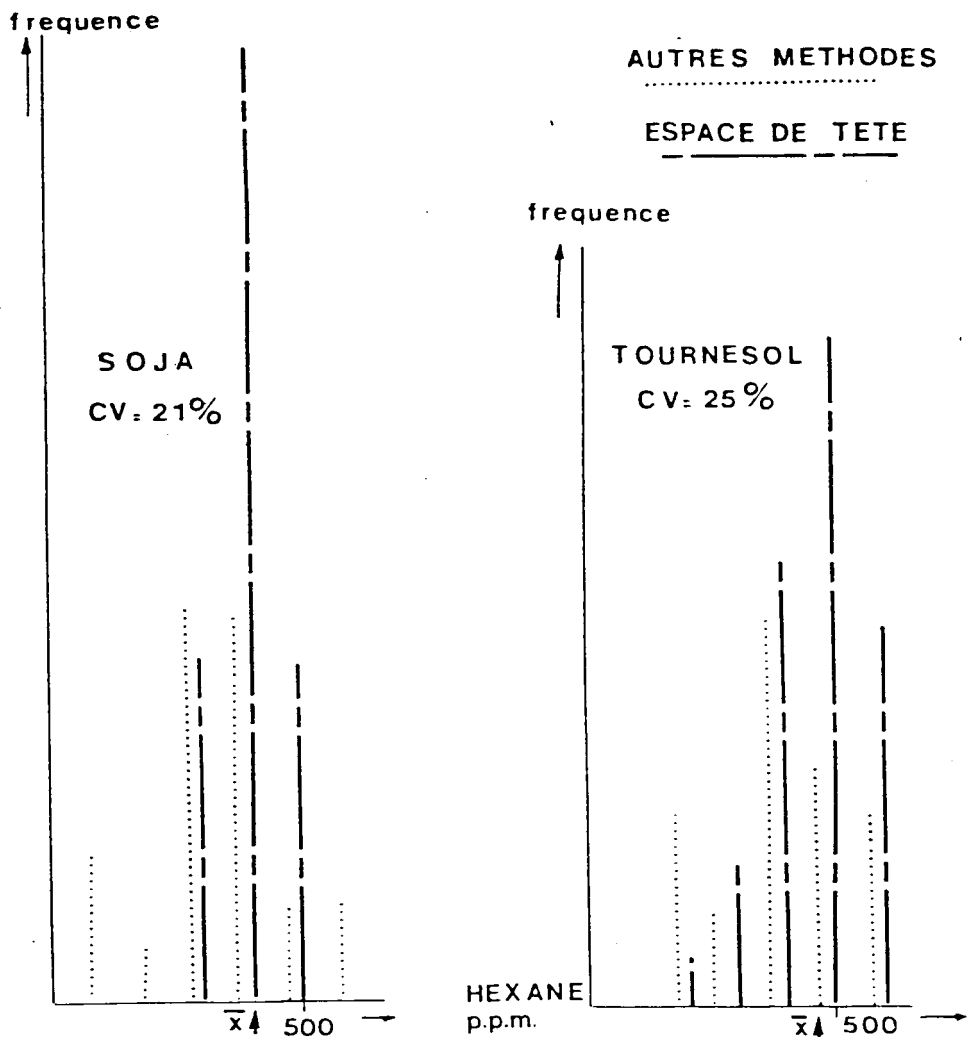 frequence
AUTRES METHODES
ESPACE DE TETE
frequence
SOJA
CV= 21%
TOURNESOL
CV= 25%
HEXANE
p.p.m.
x̅ 500
x̅ 500